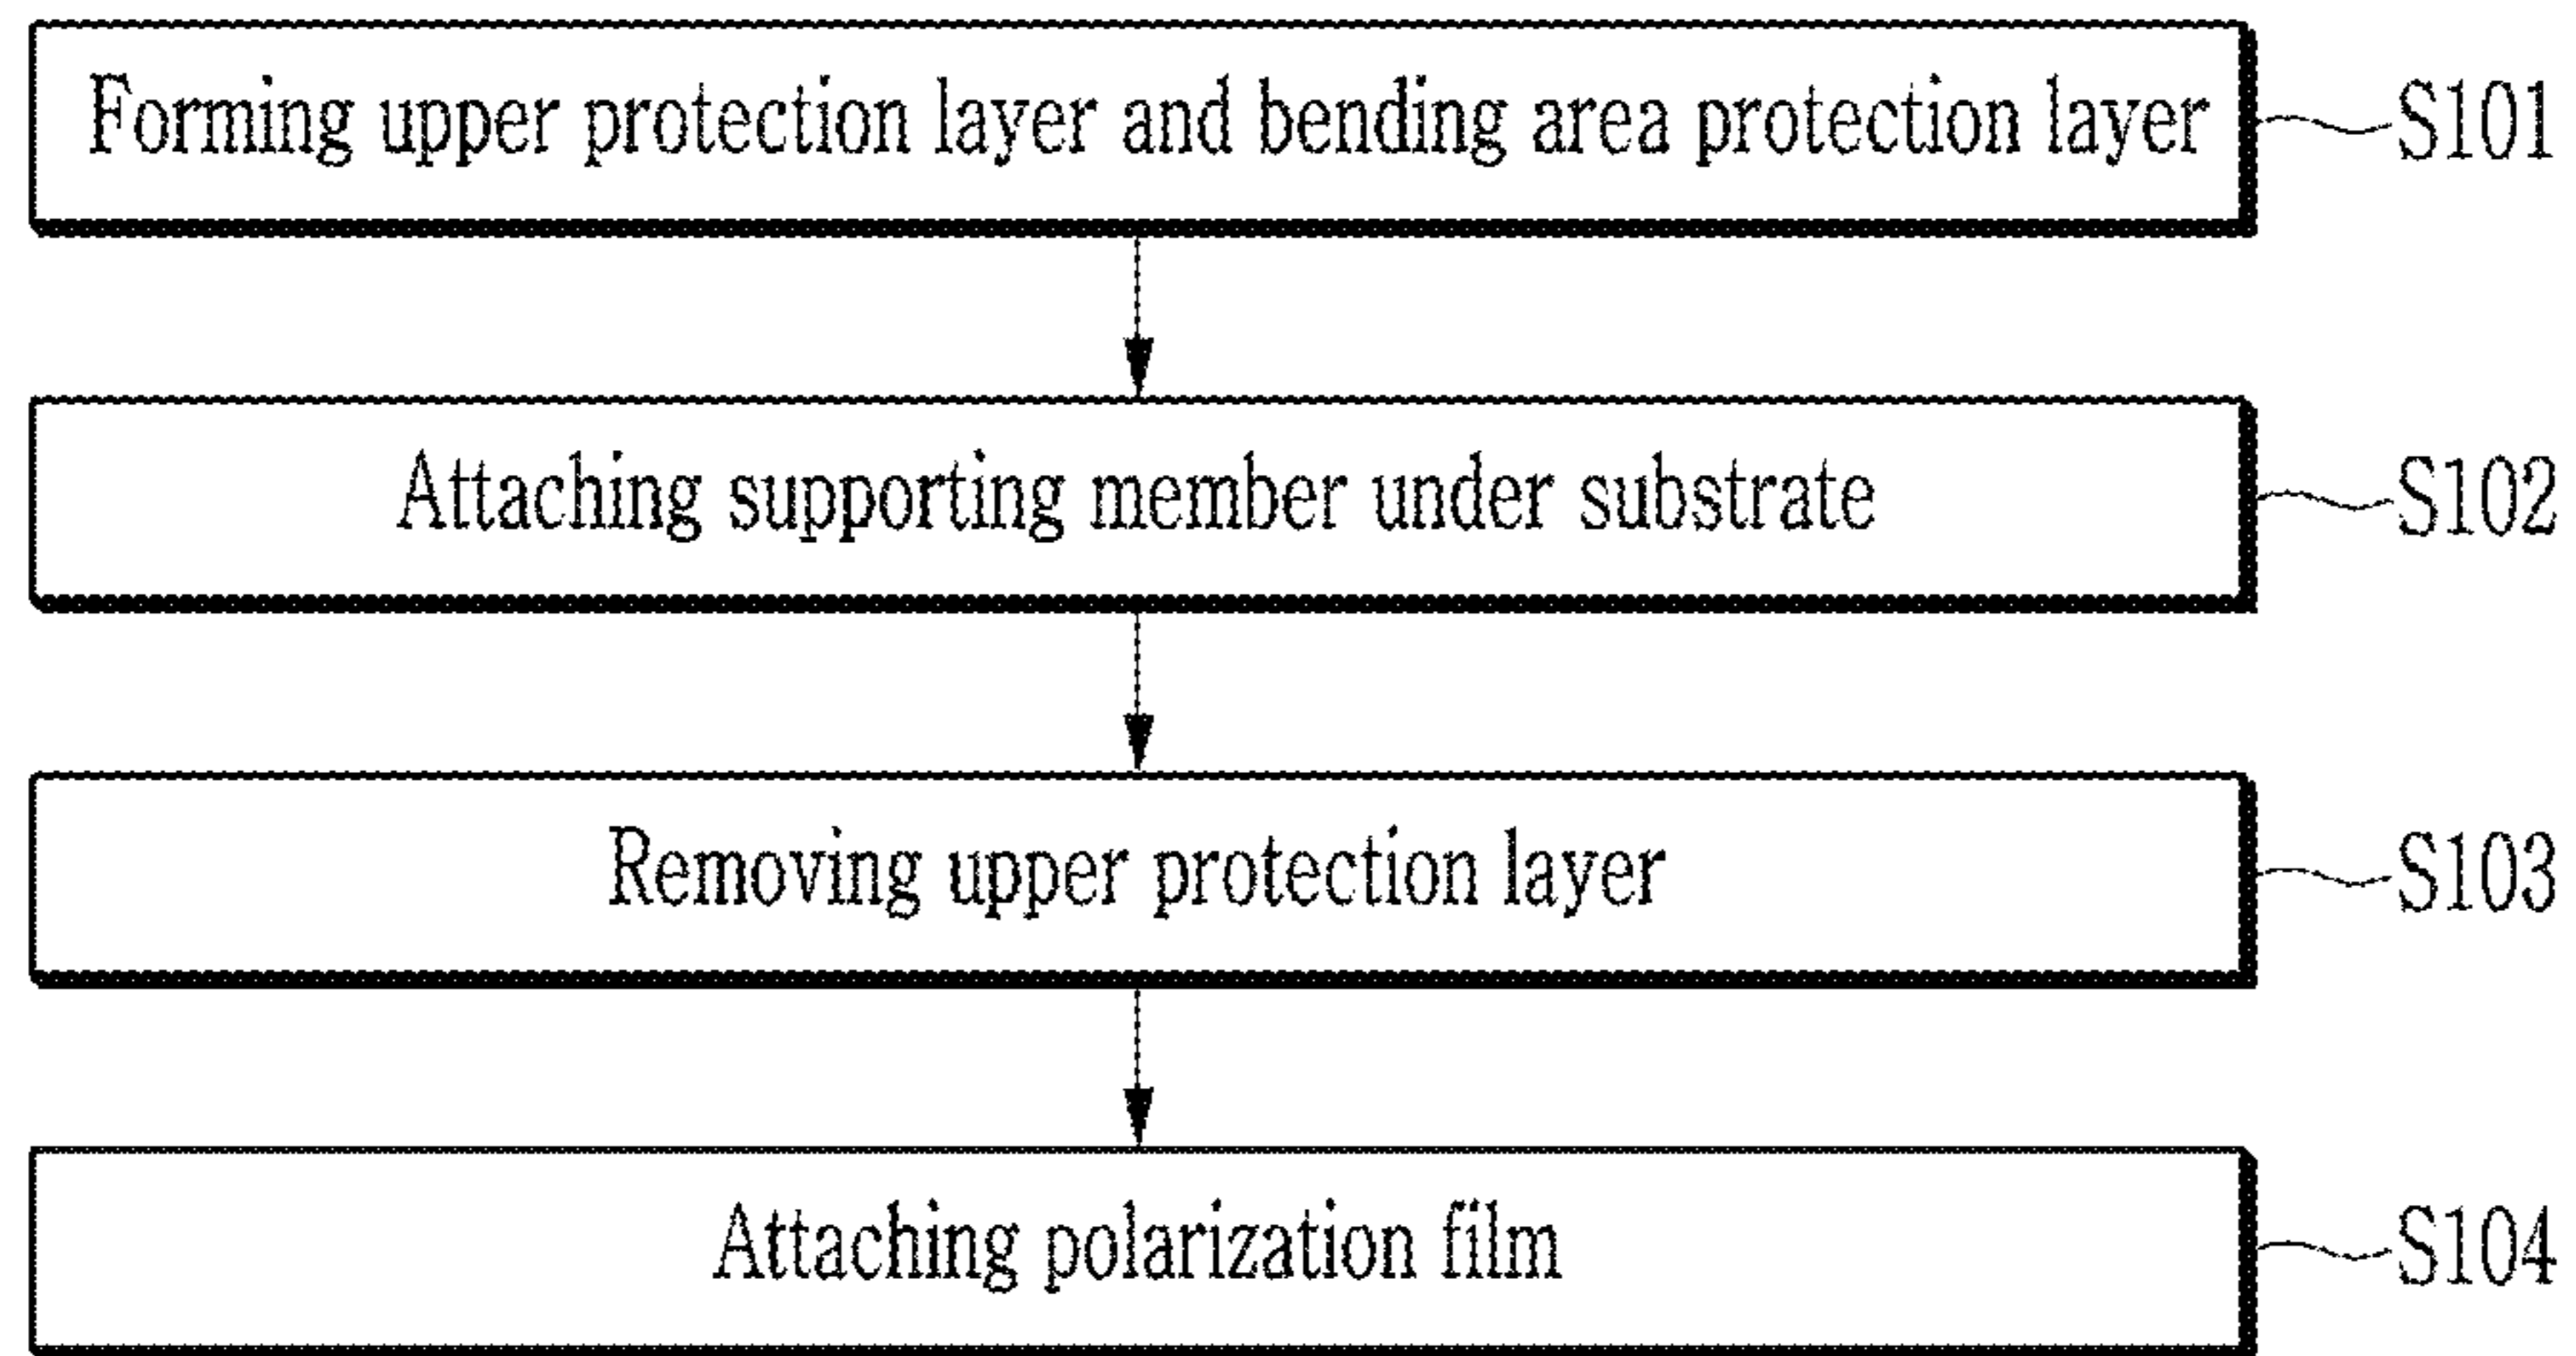 Forming upper protection layer and bending area protection layer S101
Attaching supporting member under substrate S102
Removing upper protection layer S103
Attaching polarization film S104